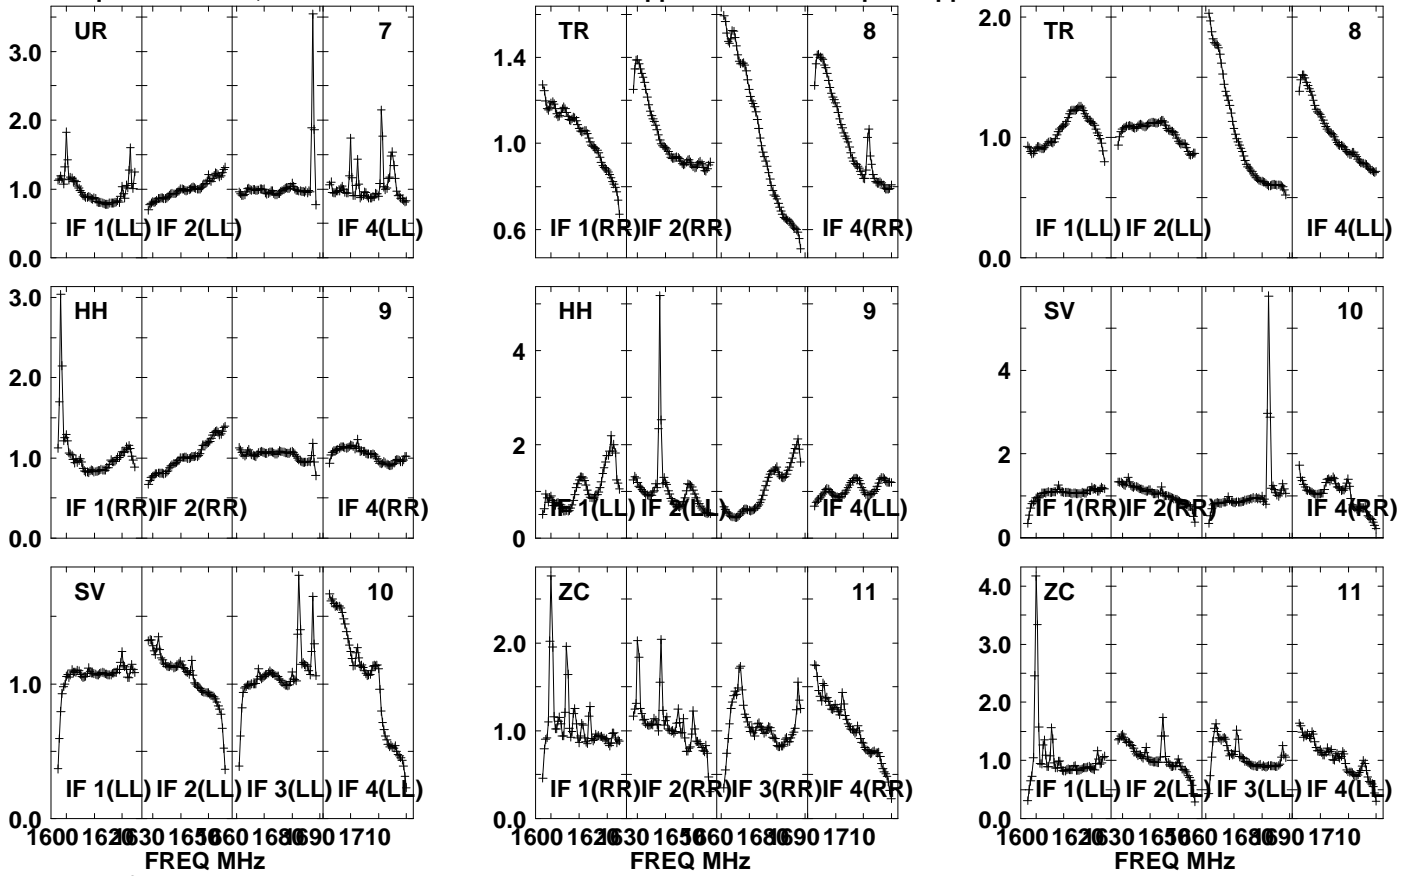 UR 7
3.0
2.0
1.0
0.0
IF 1(LL) IF 2(LL) IF 4(LL)
TR 8
1.4
1.0
0.6
IF 1(RR) IF 2(RR) IF 4(RR)
TR 8
2.0
1.0
0.0
IF 1(LL) IF 2(LL) IF 4(LL)
HH 9
3.0
2.0
1.0
0.0
IF 1(RR) IF 2(RR) IF 4(RR)
HH 9
4
2
0
IF 1(LL) IF 2(LL) IF 4(LL)
SV 10
4
2
0
IF 1(RR) IF 2(RR) IF 4(RR)
SV 10
1.0
0.0
IF 1(LL) IF 2(LL) IF 3(LL) IF 4(LL)
1600 1620 1630 1650 1660 1680 1690 1710
FREQ MHz
ZC 11
2.0
1.0
0.0
IF 1(RR) IF 2(RR) IF 3(RR) IF 4(RR)
1600 1620 1630 1650 1660 1680 1690 1710
FREQ MHz
ZC 11
4.0
3.0
2.0
1.0
0.0
IF 1(LL) IF 2(LL) IF 3(LL) IF 4(LL)
1600 1620 1630 1650 1660 1680 1690 1710
FREQ MHz